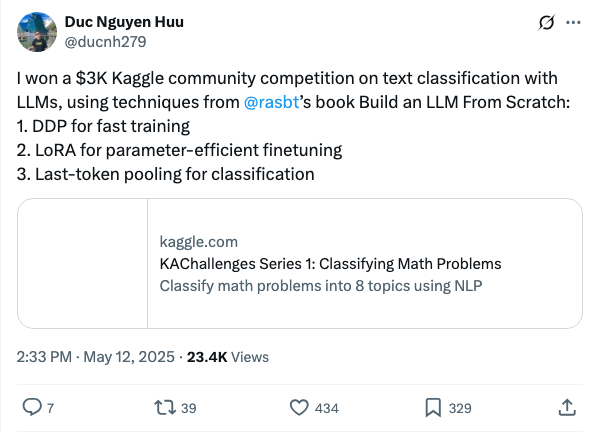 Duc Nguyen Huu
@ducnh279
I won a $3K Kaggle community competition on text classification with
LLMs, using techniques from @rasbt's book Build an LLM From Scratch:
1. DDP for fast training
2. LoRA for parameter-efficient finetuning
3. Last-token pooling for classification
kaggle.com
KAChallenges Series 1: Classifying Math Problems
Classify math problems into 8 topics using NLP
2:33 PM · May 12, 2025 · 23.4K Views
7 39 434 329